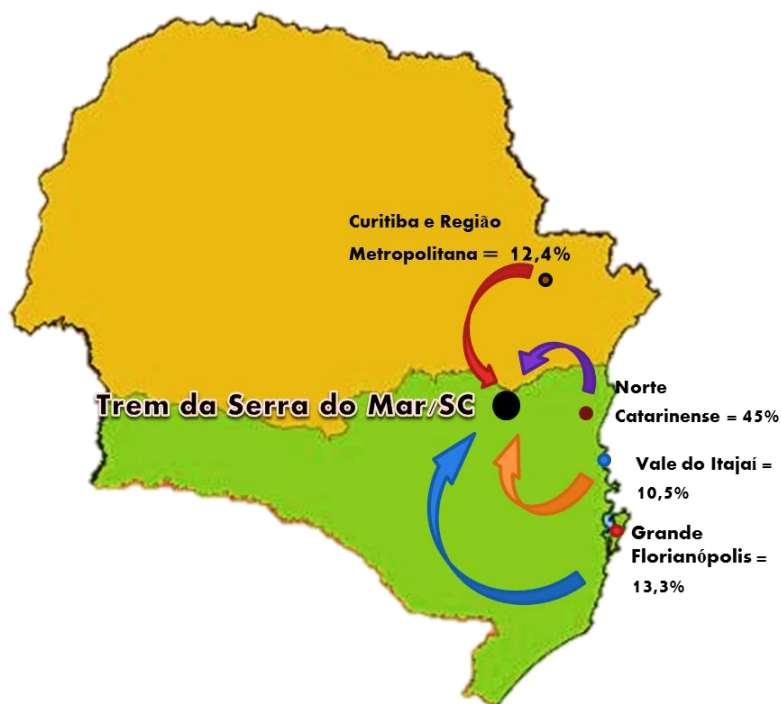 Curitiba e Região
Metropolitana = 12,4%
Trem da Serra do Mar/SC
Norte
Catarinense = 45%
Vale do Itajaí =
10,5%
Grande
Florianópolis =
13,3%